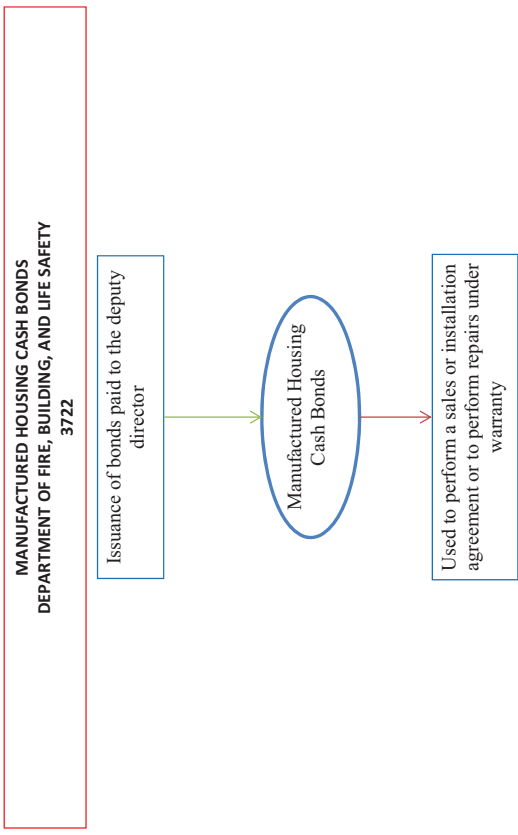 MANUFACTURED HOUSING CASH BONDS
DEPARTMENT OF FIRE, BUILDING, AND LIFE SAFETY
3722
Issuance of bonds paid to the deputy
director
Manufactured Housing
Cash Bonds
Used to perform a sales or installation
agreement or to perform repairs under
warranty